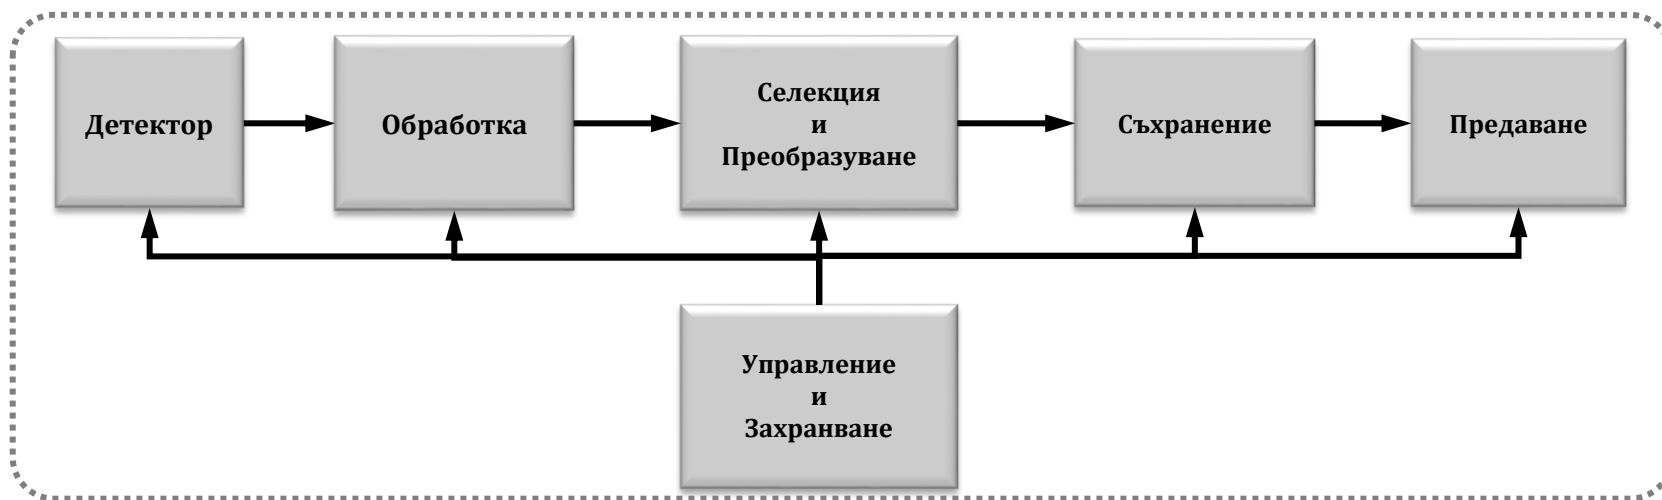 Детектор
Обработка
Селекция
и
Преобразуване
Съхранение
Предаване
Управление
и
Захранване